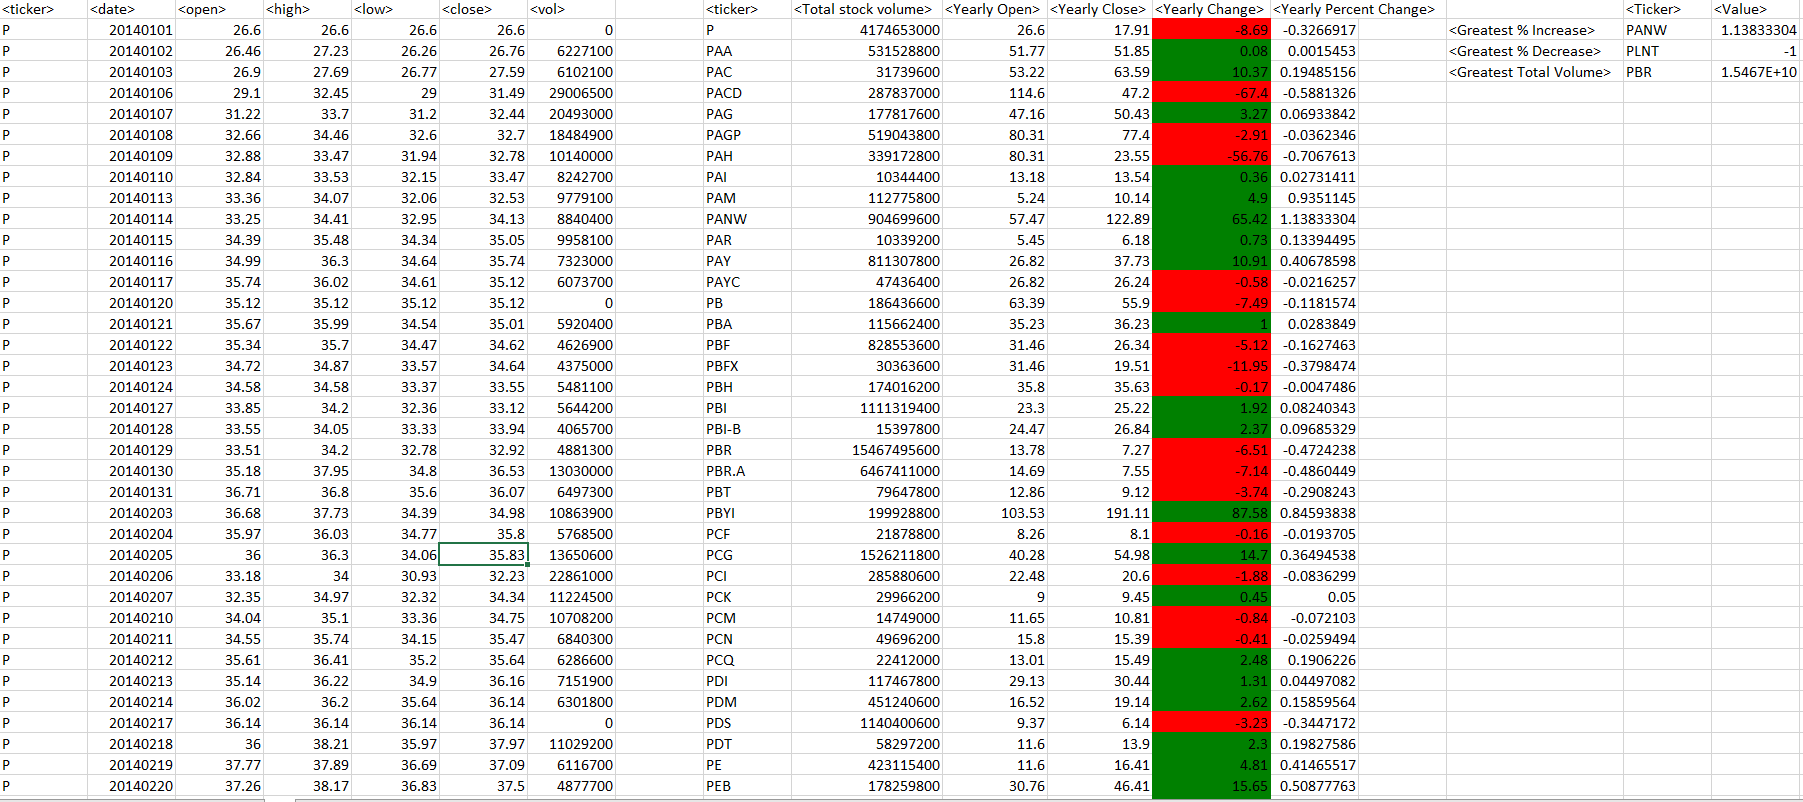 <ticker> <date> <open> <high> <low> <close> <vol> <ticker> <Total stock volume> <Yearly Open> <Yearly Close> <Yearly Change> <Yearly Percent Change> <Ticker> <Value>
P 20140101 26.6 26.6 26.6 26.6 0 P 4174653000 26.6 17.91 -8.69 -0.3266917 <Greatest % Increase> PANW 1.13833304
P 20140102 26.46 27.23 26.26 26.76 6227100 PAA 531528800 51.77 51.85 0.08 0.0015453 <Greatest % Decrease> PLNT -1
P 20140103 26.9 27.69 26.77 27.59 6102100 PAC 31739600 53.22 63.59 10.37 0.19485156 <Greatest Total Volume> PBR 1.5467E+10
P 20140106 29.1 32.45 29 31.49 29006500 PACD 287837000 114.6 47.2 -67.4 -0.5881326
P 20140107 31.22 33.7 31.2 32.44 20493000 PAG 177817600 47.16 50.43 3.27 0.06933842
P 20140108 32.66 34.46 32.6 32.7 18484900 PAGP 519043800 80.31 77.4 -2.91 -0.0362346
P 20140109 32.88 33.47 31.94 32.78 10140000 PAH 339172800 80.31 23.55 -56.76 -0.7067613
P 20140110 32.84 33.53 32.15 33.47 8242700 PAI 10344400 13.18 13.54 0.36 0.02731411
P 20140113 33.36 34.07 32.06 32.53 9779100 PAM 112775800 5.24 10.14 4.9 0.9351145
P 20140114 33.25 34.41 32.95 34.13 8840400 PANW 904699600 57.47 122.89 65.42 1.13833304
P 20140115 34.39 35.48 34.34 35.05 9958100 PAR 10339200 5.45 6.18 0.73 0.13394495
P 20140116 34.99 36.3 34.64 35.74 7323000 PAY 811307800 26.82 37.73 10.91 0.40678598
P 20140117 35.74 36.02 34.61 35.12 6073700 PAYC 47436400 26.82 26.24 -0.58 -0.0216257
P 20140120 35.12 35.12 35.12 35.12 0 PB 186436600 63.39 55.9 -7.49 -0.1181574
P 20140121 35.67 35.99 34.54 35.01 5920400 PBA 115662400 35.23 36.23 1 0.0283849
P 20140122 35.34 35.7 34.47 34.62 4626900 PBF 828553600 31.46 26.34 -5.12 -0.1627463
P 20140123 34.72 34.87 33.57 34.64 4375000 PBFX 30363600 31.46 19.51 -11.95 -0.3798474
P 20140124 34.58 34.58 33.37 33.55 5481100 PBH 174016200 35.8 35.63 -0.17 -0.0047486
P 20140127 33.85 34.2 32.36 33.12 5644200 PBI 1111319400 23.3 25.22 1.92 0.08240343
P 20140128 33.55 34.05 33.33 33.94 4065700 PBI-B 15397800 24.47 26.84 2.37 0.09685329
P 20140129 33.51 34.2 32.78 32.92 4881300 PBR 15467495600 13.78 7.27 -6.51 -0.4724238
P 20140130 35.18 37.95 34.8 36.53 13030000 PBR.A 6467411000 14.69 7.55 -7.14 -0.4860449
P 20140131 36.71 36.8 35.6 36.07 6497300 PBT 79647800 12.86 9.12 -3.74 -0.2908243
P 20140203 36.68 37.73 34.39 34.98 10863900 PBYI 199928800 103.53 191.11 87.58 0.84593838
P 20140204 35.97 36.03 34.77 35.8 5768500 PCF 21878800 8.26 8.1 -0.16 -0.0193705
P 20140205 36 36.3 34.06 35.83 13650600 PCG 1526211800 40.28 54.98 14.7 0.36494538
P 20140206 33.18 34 30.93 32.23 22861000 PCI 285880600 22.48 20.6 -1.88 -0.0836299
P 20140207 32.35 34.97 32.32 34.34 11224500 PCK 29966200 9 9.45 0.45 0.05
P 20140210 34.04 35.1 33.36 34.75 10708200 PCM 14749000 11.65 10.81 -0.84 -0.072103
P 20140211 34.55 35.74 34.15 35.47 6840300 PCN 49696200 15.8 15.39 -0.41 -0.0259494
P 20140212 35.61 36.41 35.2 35.64 6286600 PCQ 22412000 13.01 15.49 2.48 0.1906226
P 20140213 35.14 36.22 34.9 36.16 7151900 PDI 117467800 29.13 30.44 1.31 0.04497082
P 20140214 36.02 36.2 35.64 36.14 6301800 PDM 451240600 16.52 19.14 2.62 0.15859564
P 20140217 36.14 36.14 36.14 36.14 0 PDS 1140400600 9.37 6.14 -3.23 -0.3447172
P 20140218 36 38.21 35.97 37.97 11029200 PDT 58297200 11.6 13.9 2.3 0.19827586
P 20140219 37.77 37.89 36.69 37.09 6116700 PE 423115400 11.6 16.41 4.81 0.41465517
P 20140220 37.26 38.17 36.83 37.5 4877700 PEB 178259800 30.76 46.41 15.65 0.50877763